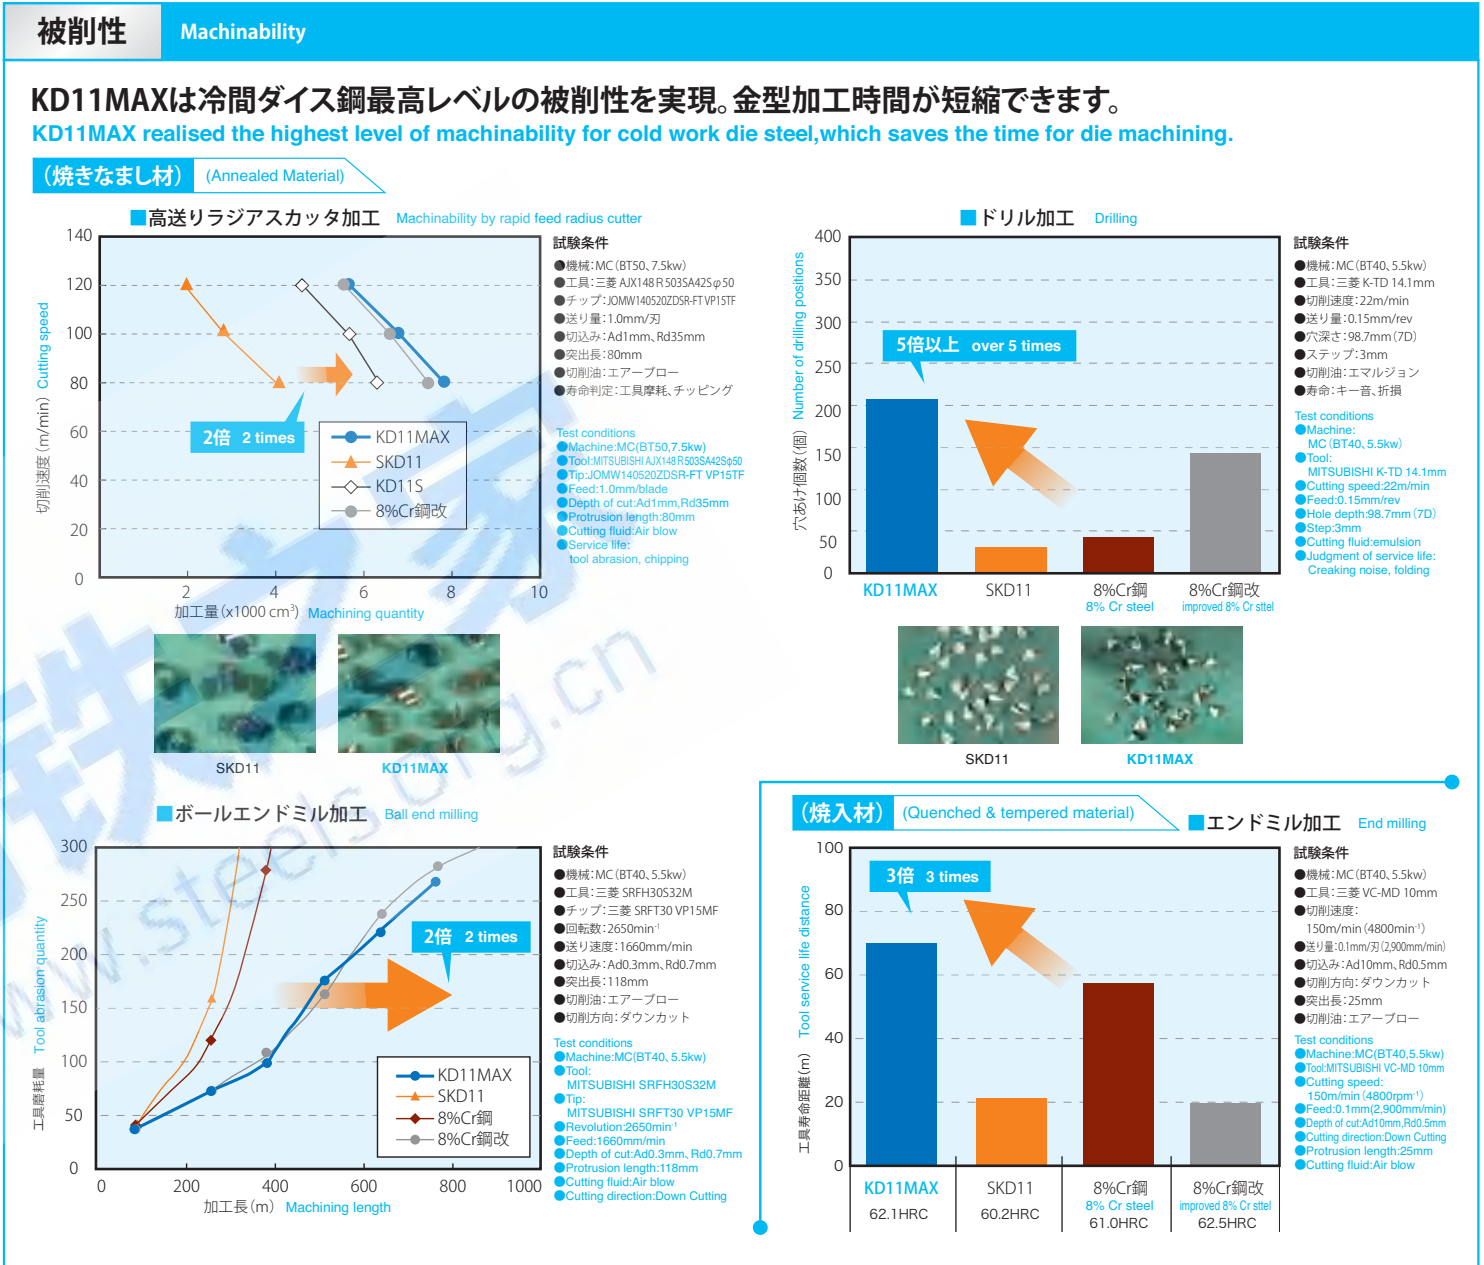 被削性 Machinability
KD11MAXは冷間ダイス鋼最高レベルの被削性を実現。金型加工時間が短縮できます。
KD11MAX realised the highest level of machinability for cold work die steel,which saves the time for die machining.
(焼きなまし材) (Annealed Material)
■高送りラジアスカッタ加工 Machinability by rapid feed radius cutter
140
120
100
80
60
40
20
0
切削速度(m/min) Cutting speed
2倍 2 times
KD11MAX
SKD11
KD11S
8%Cr鋼改
2 4 6 8 10
加工量(x1000 cm³) Machining quantity
試験条件
●機械:MC(BT50、7.5kw)
●工具:三菱 AJX148R503SA42Sφ50
●チップ:JOMW140520ZDSR-FT VP15TF
●送り量:1.0mm/刃
●切込み:Ad1mm、Rd35mm
●突出長:80mm
●切削油:エアーブロー
●寿命判定:工具摩耗、チッピング
Test conditions
●Machine:MC(BT50,7.5kw)
●Tool:MITSUBISHI AJX148R503SA42Sφ50
●Tip:JOMW140520ZDSR-FT VP15TF
●Feed:1.0mm/blade
●Depth of cut:Ad1mm,Rd35mm
●Protrusion length:80mm
●Cutting fluid:Air blow
●Service life:
tool abrasion, chipping
SKD11 KD11MAX
■ドリル加工 Drilling
400
350
300
250
200
150
100
50
0
穴あけ個数(個) Number of drilling positions
5倍以上 over 5 times
KD11MAX SKD11 8%Cr鋼 8%Cr鋼改
8% Cr steel improved 8% Cr sttel
試験条件
●機械:MC(BT40、5.5kw)
●工具:三菱 K-TD 14.1mm
●切削速度:22m/min
●送り量:0.15mm/rev
●穴深さ:98.7mm(7D)
●ステップ:3mm
●切削油:エマルジョン
●寿命:キー音、折損
Test conditions
●Machine:
MC(BT40、5.5kw)
●Tool:
MITSUBISHI K-TD 14.1mm
●Cutting speed:22m/min
●Feed:0.15mm/rev
●Hole depth:98.7mm(7D)
●Step:3mm
●Cutting fluid:emulsion
●Judgment of service life:
Creaking noise, folding
SKD11 KD11MAX
■ボールエンドミル加工 Ball end milling
300
250
200
150
100
50
0
工具磨耗量 Tool abrasion quantity
2倍 2 times
KD11MAX
SKD11
8%Cr鋼
8%Cr鋼改
0 200 400 600 800 1000
加工長(m) Machining length
試験条件
●機械:MC(BT40、5.5kw)
●工具:三菱 SRFH30S32M
●チップ:三菱 SRFT30 VP15MF
●回転数:2650min⁻¹
●送り速度:1660mm/min
●切込み:Ad0.3mm、Rd0.7mm
●突出長:118mm
●切削油:エアーブロー
●切削方向:ダウンカット
Test conditions
●Machine:MC(BT40、5.5kw)
●Tool:
MITSUBISHI SRFH30S32M
●Tip:
MITSUBISHI SRFT30 VP15MF
●Revolution:2650min⁻¹
●Feed:1660mm/min
●Depth of cut:Ad0.3mm、Rd0.7mm
●Protrusion length:118mm
●Cutting fluid:Air blow
●Cutting direction:Down Cutting
(焼入材) (Quenched & tempered material)
■エンドミル加工 End milling
100
80
60
40
20
0
工具寿命距離(m) Tool service life distance
3倍 3 times
KD11MAX SKD11 8%Cr鋼 8%Cr鋼改
8% Cr steel improved 8% Cr sttel
62.1HRC 60.2HRC 61.0HRC 62.5HRC
試験条件
●機械:MC(BT40、5.5kw)
●工具:三菱 VC-MD 10mm
●切削速度:
150m/min(4800min⁻¹)
●送り量:0.1mm/刃(2,900mm/min)
●切込み:Ad10mm、Rd0.5mm
●切削方向:ダウンカット
●突出長:25mm
●切削油:エアーブロー
Test conditions
●Machine:MC(BT40,5.5kw)
●Tool:MITSUBISHI VC-MD 10mm
●Cutting speed:
150m/min(4800rpm⁻¹)
●Feed:0.1mm(2,900mm/min)
●Depth of cut:Ad10mm,Rd0.5mm
●Cutting direction:Down Cutting
●Protrusion length:25mm
●Cutting fluid:Air blow
www.steels.org.cn